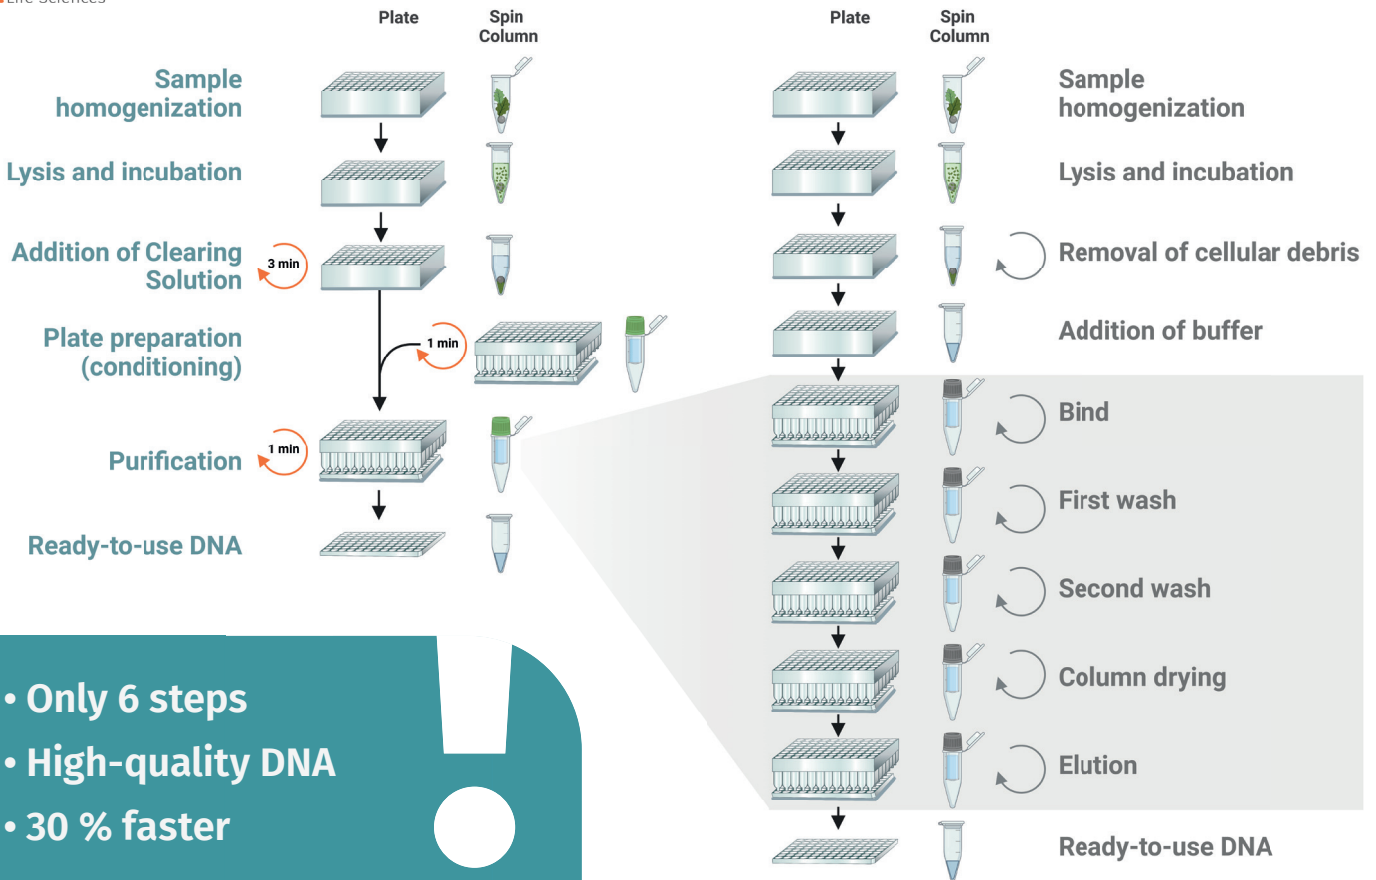 Life Sciences
Plate
Spin
Column
Sample
homogenization
Lysis and incubation
Addition of Clearing
Solution
3 min
Plate preparation
(conditioning)
1 min
Purification
1 min
Ready-to-use DNA
• Only 6 steps
• High-quality DNA
• 30 % faster
Plate
Spin
Column
Sample
homogenization
Lysis and incubation
Removal of cellular debris
Addition of buffer
Bind
First wash
Second wash
Column drying
Elution
Ready-to-use DNA